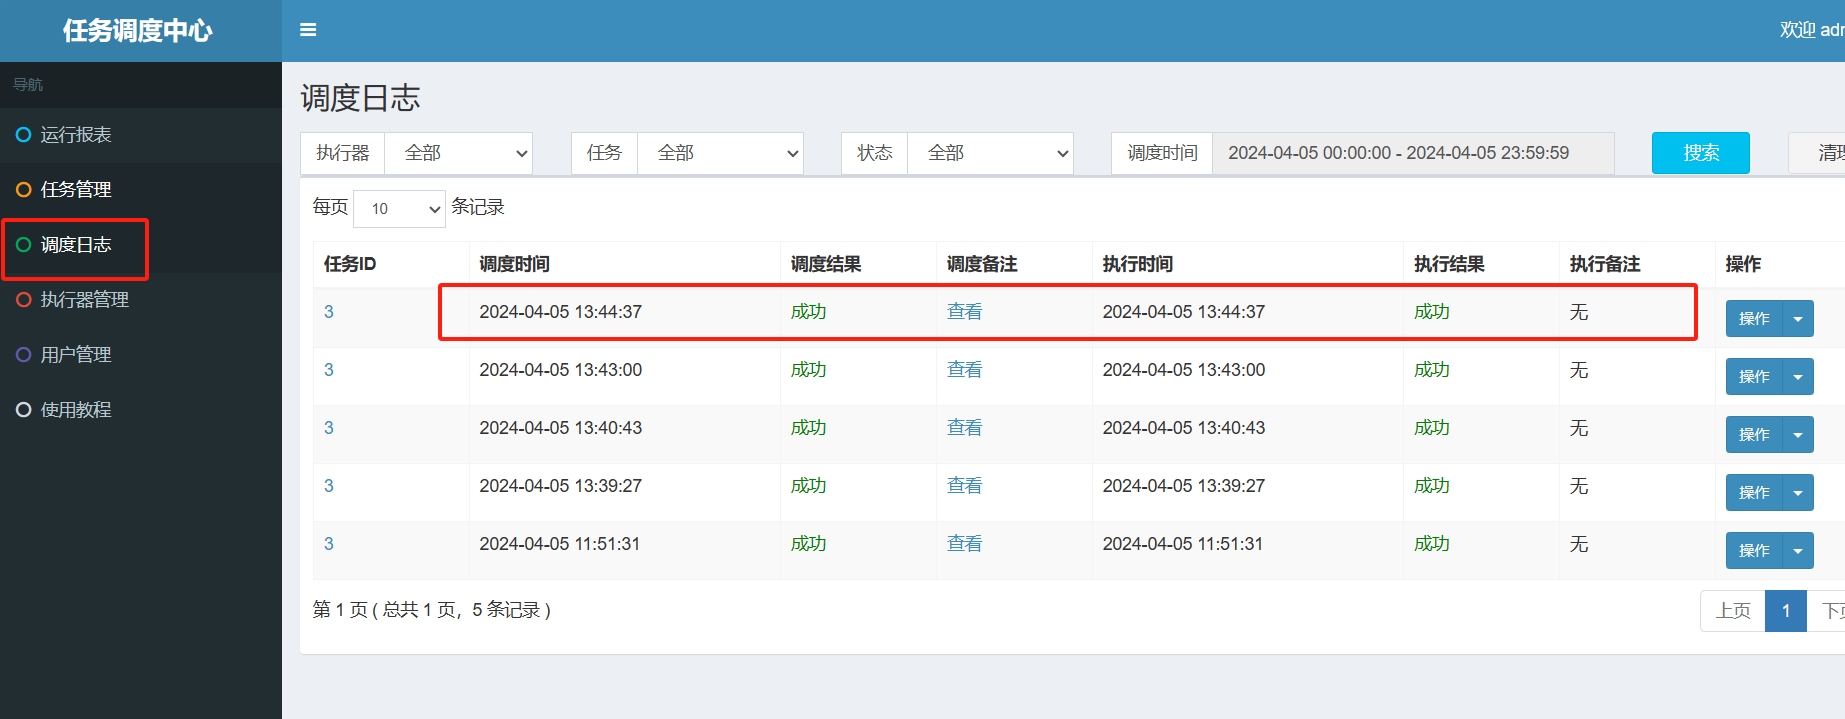 任务调度中心
欢迎 adm
导航
运行报表
任务管理
调度日志
执行器管理
用户管理
使用教程
调度日志
执行器 全部 任务 全部 状态 全部 调度时间 2024-04-05 00:00:00 - 2024-04-05 23:59:59 搜索 清理
每页 10 条记录
任务ID 调度时间 调度结果 调度备注 执行时间 执行结果 执行备注 操作
3 2024-04-05 13:44:37 成功 查看 2024-04-05 13:44:37 成功 无 操作
3 2024-04-05 13:43:00 成功 查看 2024-04-05 13:43:00 成功 无 操作
3 2024-04-05 13:40:43 成功 查看 2024-04-05 13:40:43 成功 无 操作
3 2024-04-05 13:39:27 成功 查看 2024-04-05 13:39:27 成功 无 操作
3 2024-04-05 11:51:31 成功 查看 2024-04-05 11:51:31 成功 无 操作
第 1 页 ( 总共 1 页，5 条记录 ) 上页 1 下页